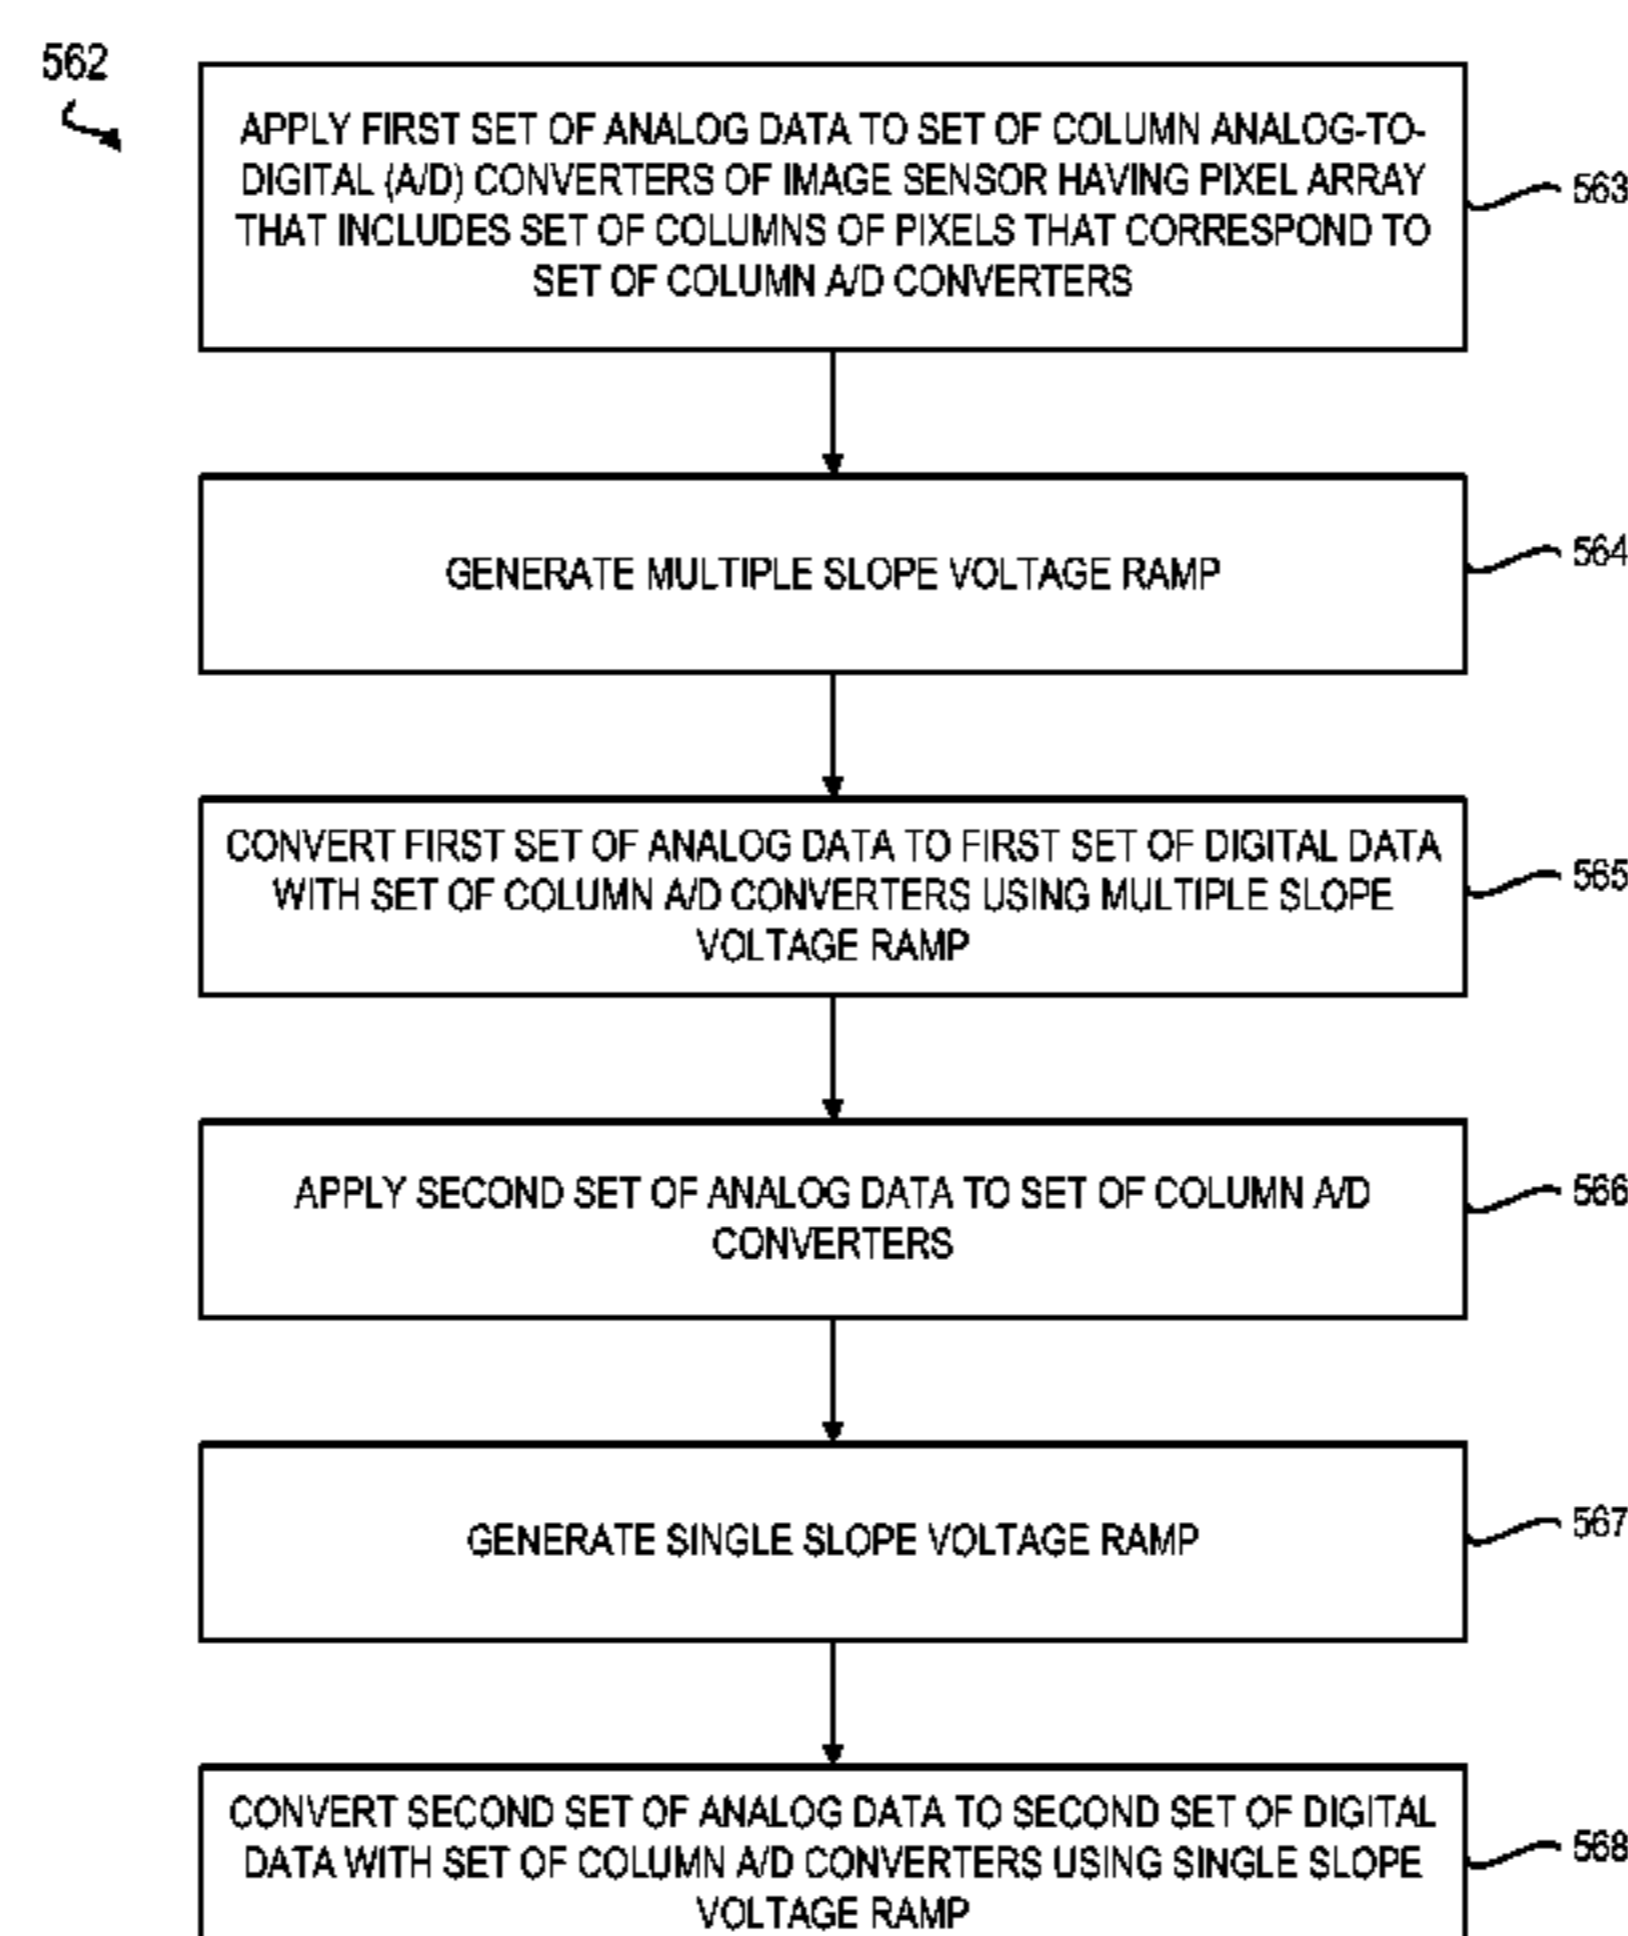 562
APPLY FIRST SET OF ANALOG DATA TO SET OF COLUMN ANALOG-TO-
DIGITAL (A/D) CONVERTERS OF IMAGE SENSOR HAVING PIXEL ARRAY
THAT INCLUDES SET OF COLUMNS OF PIXELS THAT CORRESPOND TO
SET OF COLUMN A/D CONVERTERS
563
GENERATE MULTIPLE SLOPE VOLTAGE RAMP
564
CONVERT FIRST SET OF ANALOG DATA TO FIRST SET OF DIGITAL DATA
WITH SET OF COLUMN A/D CONVERTERS USING MULTIPLE SLOPE
VOLTAGE RAMP
565
APPLY SECOND SET OF ANALOG DATA TO SET OF COLUMN A/D
CONVERTERS
566
GENERATE SINGLE SLOPE VOLTAGE RAMP
567
CONVERT SECOND SET OF ANALOG DATA TO SECOND SET OF DIGITAL
DATA WITH SET OF COLUMN A/D CONVERTERS USING SINGLE SLOPE
VOLTAGE RAMP
568